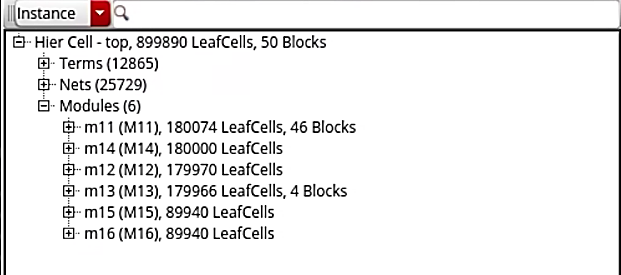 Instance
Hier Cell - top, 899890 LeafCells, 50 Blocks
Terms (12865)
Nets (25729)
Modules (6)
m11 (M11), 180074 LeafCells, 46 Blocks
m14 (M14), 180000 LeafCells
m12 (M12), 179970 LeafCells
m13 (M13), 179966 LeafCells, 4 Blocks
m15 (M15), 89940 LeafCells
m16 (M16), 89940 LeafCells